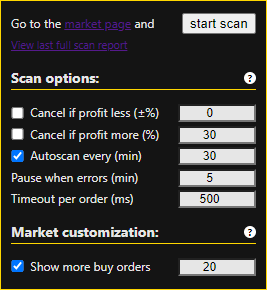 Go to the market page and start scan
View last full scan report
Scan options: ?
Cancel if profit less (±%) 0
Cancel if profit more (%) 30
Autoscan every (min) 30
Pause when errors (min) 5
Timeout per order (ms) 500
Market customization: ?
Show more buy orders 20